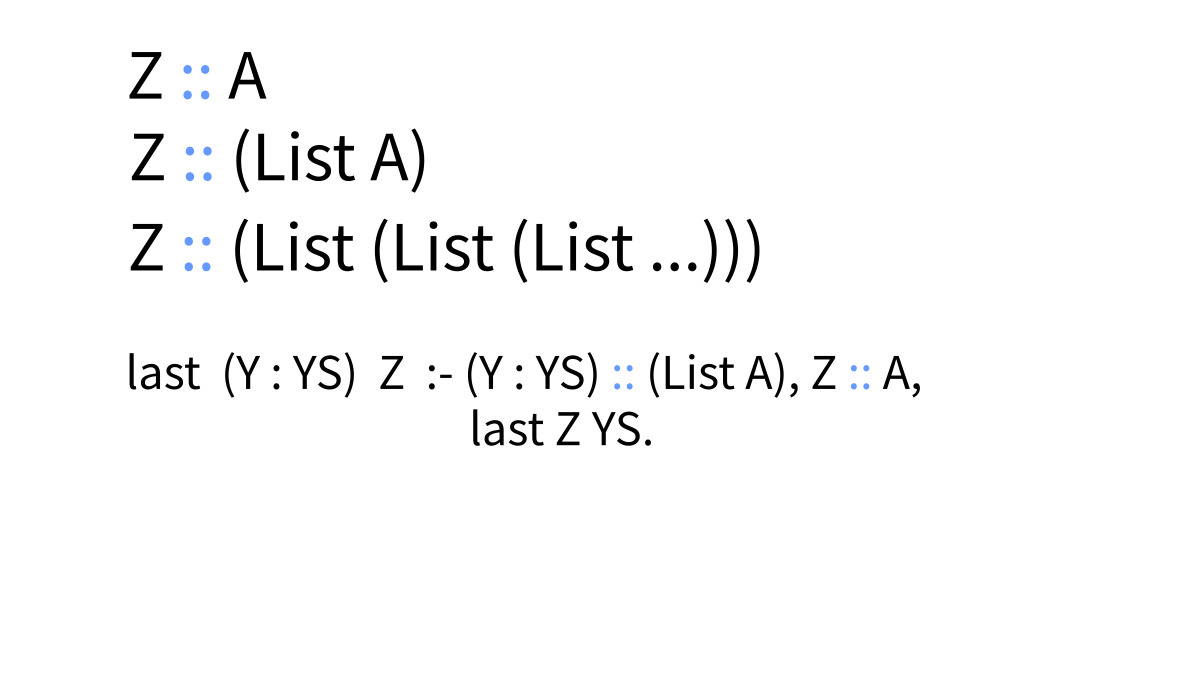 Z :: A
Z :: (List A)
Z :: (List (List (List ...)))
last (Y : YS) Z :- (Y : YS) :: (List A), Z :: A,
last Z YS.